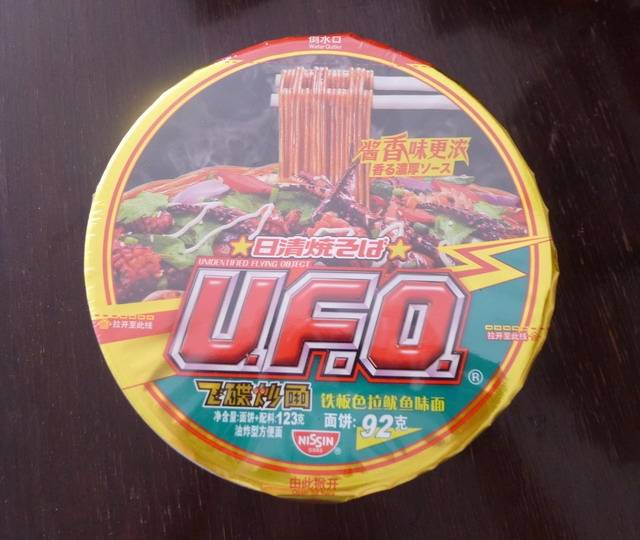 倒水口
Water Outlet
酱香味更浓
香る濃厚ソース
日清焼そば
UNIDENTIFIED FLYING OBJECT
U.F.O.
®
拉开至此线
拉开至此线
飞碟炒面
铁板色拉鱿鱼味面
净含量:面饼+配料:123克
面饼:92克
油炸型方便面
NISSIN
®
由此撕开